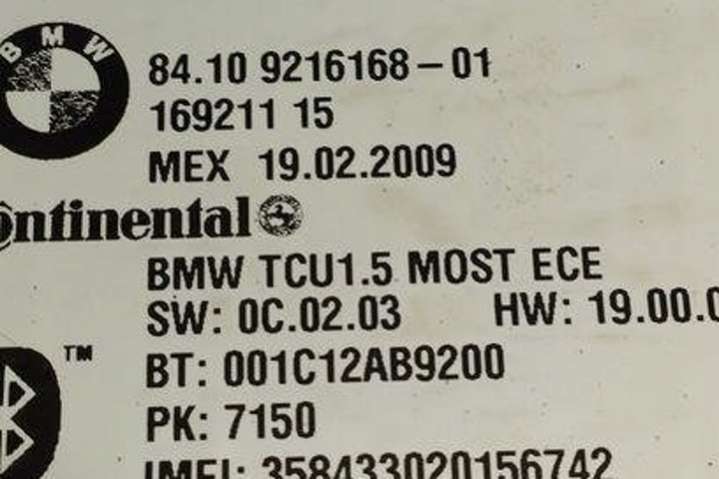 BMW
84.10 9216168–01
169211 15
MEX 19.02.2009
ontinental
BMW TCU1.5 MOST ECE
SW: 0C.02.03 HW: 19.00.0
TM
BT: 001C12AB9200
PK: 7150
IMEI: 358433020156742